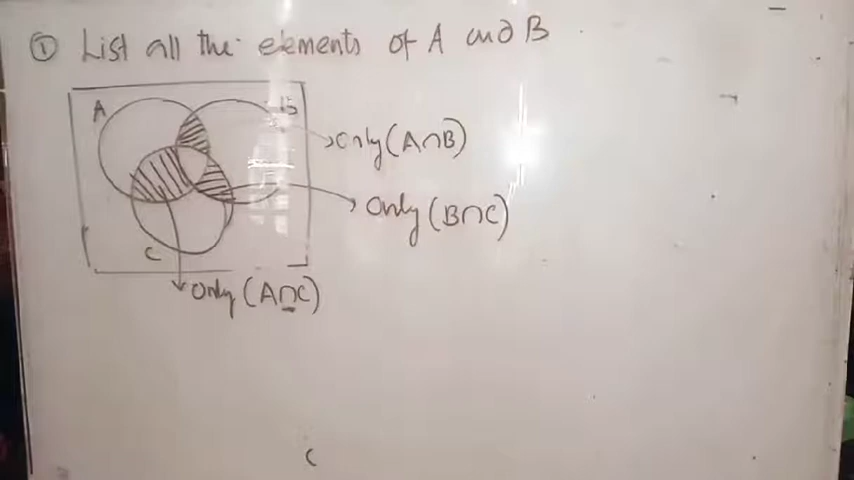 ① List all the elements of A and B
A B
only (A∩B)
only (B∩C)
C
only (A∩C)